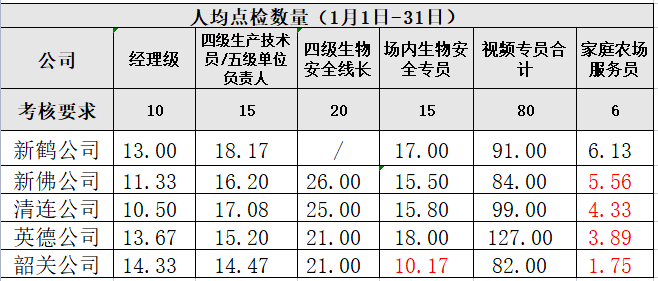 人均点检数量（1月1日-31日）
公司 经理级 四级生产技术员/五级单位负责人 四级生物安全线长 场内生物安全专员 视频专员合计 家庭农场服务员
考核要求 10 15 20 15 80 6
新鹤公司 13.00 18.17 / 17.00 91.00 6.13
新佛公司 11.33 16.20 26.00 15.50 84.00 5.56
清连公司 10.50 17.08 25.00 15.80 99.00 4.33
英德公司 13.67 15.20 21.00 18.00 127.00 3.89
韶关公司 14.33 14.47 21.00 10.17 82.00 1.75